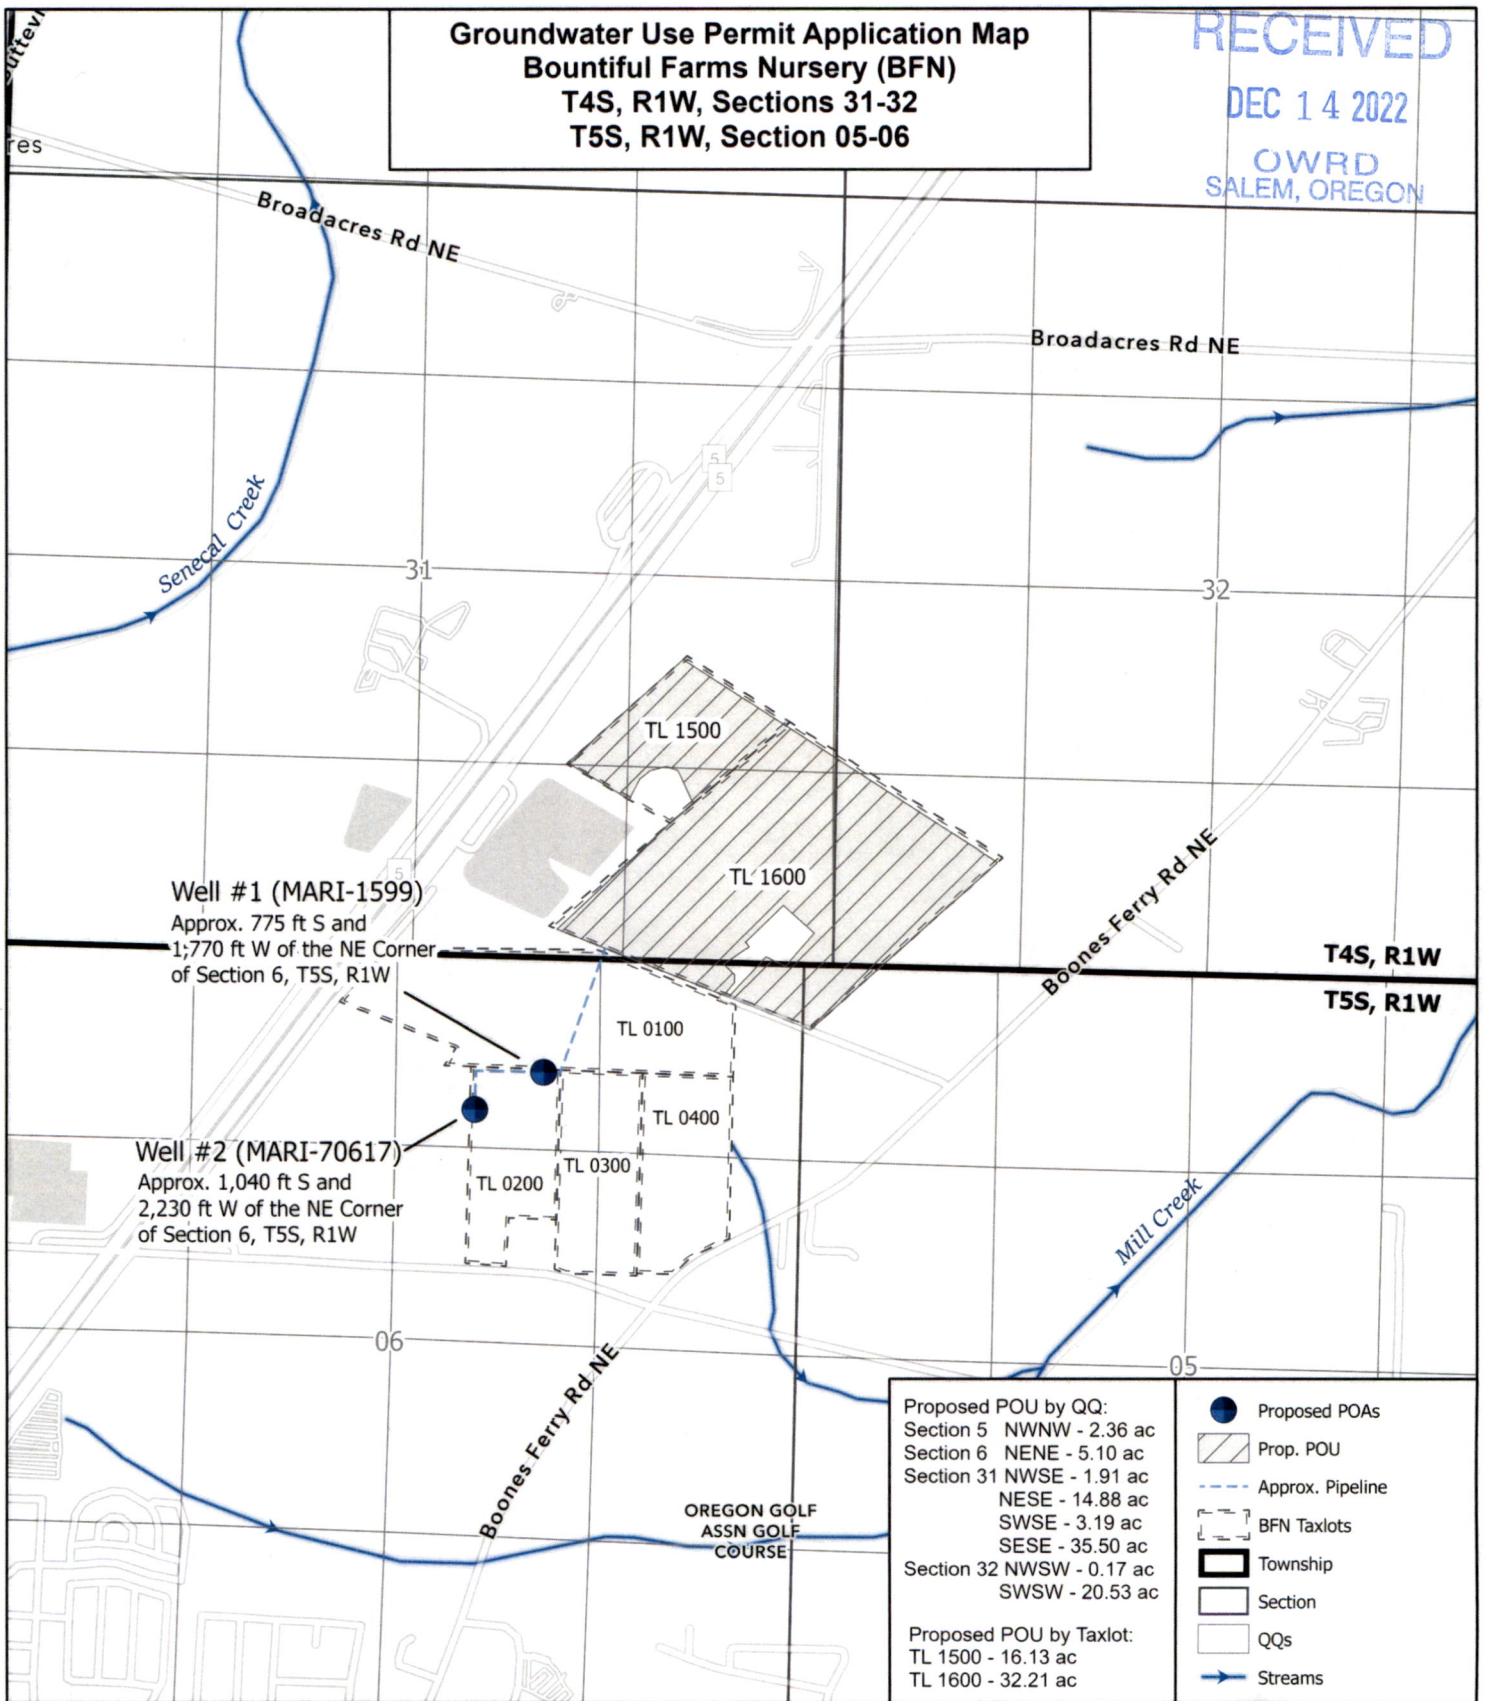 Groundwater Use Permit Application Map
Bountiful Farms Nursery (BFN)
T4S, R1W, Sections 31-32
T5S, R1W, Section 05-06
RECEIVED
DEC 14 2022
OWRD
SALEM, OREGON
res
Broadacres Rd NE
Broadacres Rd NE
5
5
Senecal Creek
31
32
TL 1500
TL 1600
5
Well #1 (MARI-1599)
Approx. 775 ft S and
1,770 ft W of the NE Corner
of Section 6, T5S, R1W
Boones Ferry Rd NE
T4S, R1W
T5S, R1W
TL 0100
TL 0400
Well #2 (MARI-70617)
Approx. 1,040 ft S and
2,230 ft W of the NE Corner
of Section 6, T5S, R1W
TL 0300
TL 0200
Mill Creek
06
05
Boones Ferry Rd NE
OREGON GOLF
ASSN GOLF
COURSE
Proposed POU by QQ:
Section 5 NWNW - 2.36 ac
Section 6 NENE - 5.10 ac
Section 31 NWSE - 1.91 ac
NESE - 14.88 ac
SWSE - 3.19 ac
SESE - 35.50 ac
Section 32 NWSW - 0.17 ac
SWSW - 20.53 ac
Proposed POU by Taxlot:
TL 1500 - 16.13 ac
TL 1600 - 32.21 ac
Proposed POAs
Prop. POU
Approx. Pipeline
BFN Taxlots
Township
Section
QQs
Streams